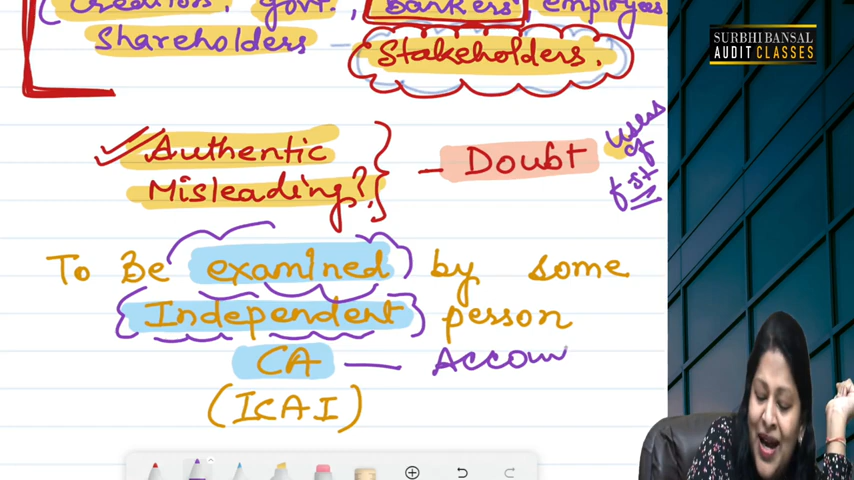 (Creditors, Govt., Bankers, employees
Shareholders - Stakeholders.
SURBHI BANSAL
AUDIT CLASSES
✓ Authentic
Misleading?
- Doubt
users
of
f.st
To Be examined by some
Independent person
CA — Accoun
(ICAI)